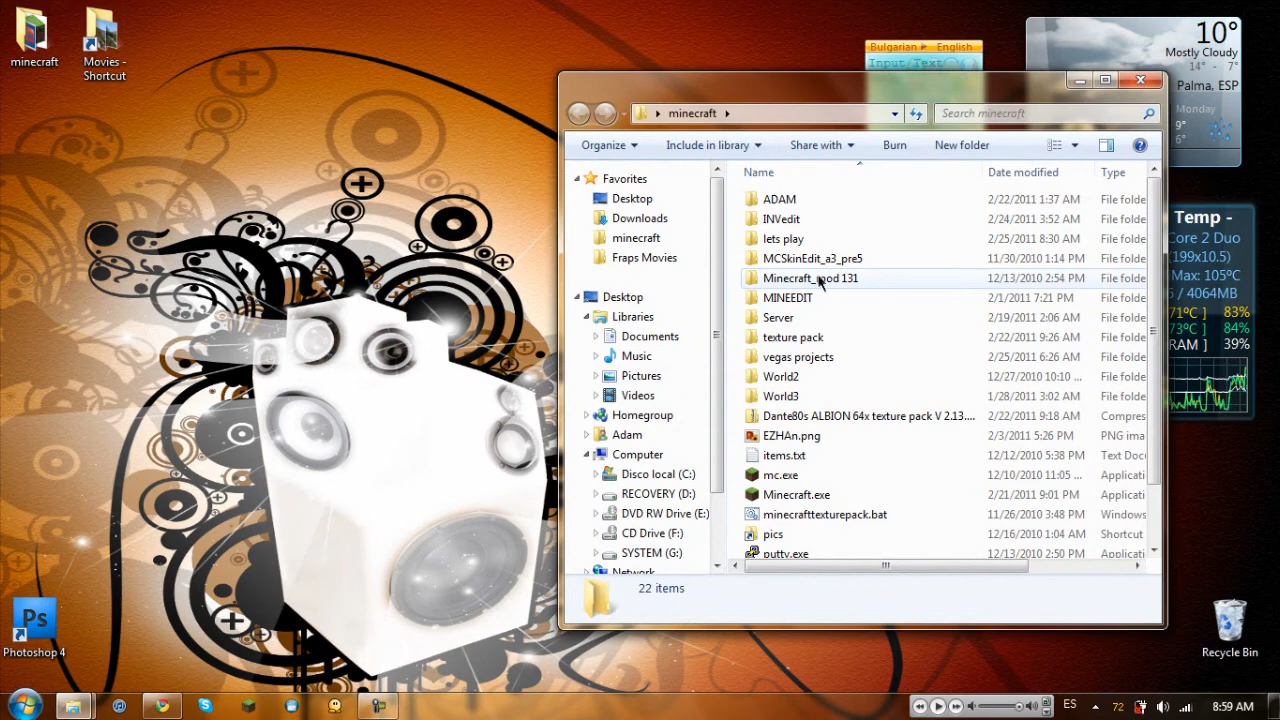 minecraft
Movies -
Shortcut
Bulgarian ► English
Input Text
10°
Mostly Cloudy
14° - 7°
Palma, ESP
Monday
9°
6°
minecraft
Search minecraft
Organize
Include in library
Share with
Burn
New folder
Name
Date modified
Type
Favorites
Desktop
Downloads
minecraft
Fraps Movies
Desktop
Libraries
Documents
Music
Pictures
Videos
Homegroup
Adam
Computer
Disco local (C:)
RECOVERY (D:)
DVD RW Drive (E:)
CD Drive (F:)
SYSTEM (G:)
Network
ADAM 2/22/2011 1:37 AM File folde
INVedit 2/24/2011 3:52 AM File folde
lets play 2/25/2011 8:30 AM File folde
MCSkinEdit_a3_pre5 11/30/2010 1:14 PM File folde
Minecraft_mod 131 12/13/2010 2:54 PM File folde
MINEEDIT 2/1/2011 7:21 PM File folde
Server 2/19/2011 2:06 AM File folde
texture pack 2/22/2011 9:26 AM File folde
vegas projects 2/25/2011 6:26 AM File folde
World2 12/27/2010 10:10 ... File folde
World3 1/28/2011 3:02 AM File folde
Dante80s ALBION 64x texture pack V 2.13.... 2/22/2011 9:18 AM Compres
EZHAn.png 2/3/2011 5:26 PM PNG ima
items.txt 12/12/2010 5:38 PM Text Doc
mc.exe 12/10/2010 11:05 ... Applicati
Minecraft.exe 2/21/2011 9:01 PM Applicati
minecrafttexturepack.bat 11/26/2010 3:48 PM Windows
pics 12/16/2010 1:04 AM Shortcut
putty.exe 12/13/2010 2:50 PM Applicati
22 items
Temp -
Core 2 Duo
(199x10.5)
Max: 105°C
/ 4064MB
71°C ] 83%
73°C ] 84%
RAM ] 39%
Ps
Photoshop 4
Recycle Bin
ES
72
8:59 AM